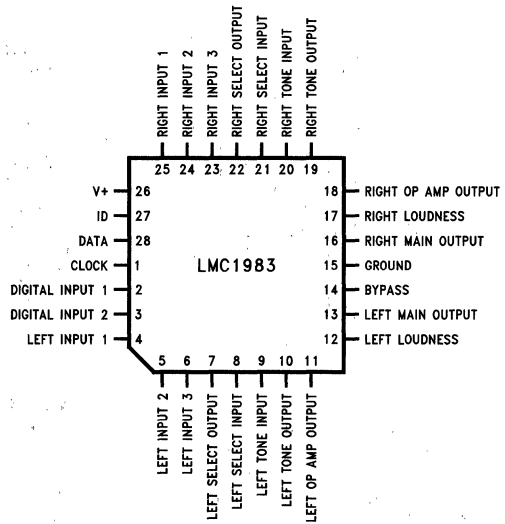 RIGHT INPUT 1
RIGHT INPUT 2
RIGHT INPUT 3
RIGHT SELECT OUTPUT
RIGHT SELECT INPUT
RIGHT TONE INPUT
RIGHT TONE OUTPUT
25 24 23 22 21 20 19
V+ 26
ID 27
DATA 28
CLOCK 1
DIGITAL INPUT 1 2
DIGITAL INPUT 2 3
LEFT INPUT 1 4
LMC1983
18 RIGHT OP AMP OUTPUT
17 RIGHT LOUDNESS
16 RIGHT MAIN OUTPUT
15 GROUND
14 BYPASS
13 LEFT MAIN OUTPUT
12 LEFT LOUDNESS
5 6 7 8 9 10 11
LEFT INPUT 2
LEFT INPUT 3
LEFT SELECT OUTPUT
LEFT SELECT INPUT
LEFT TONE INPUT
LEFT TONE OUTPUT
LEFT OP AMP OUTPUT